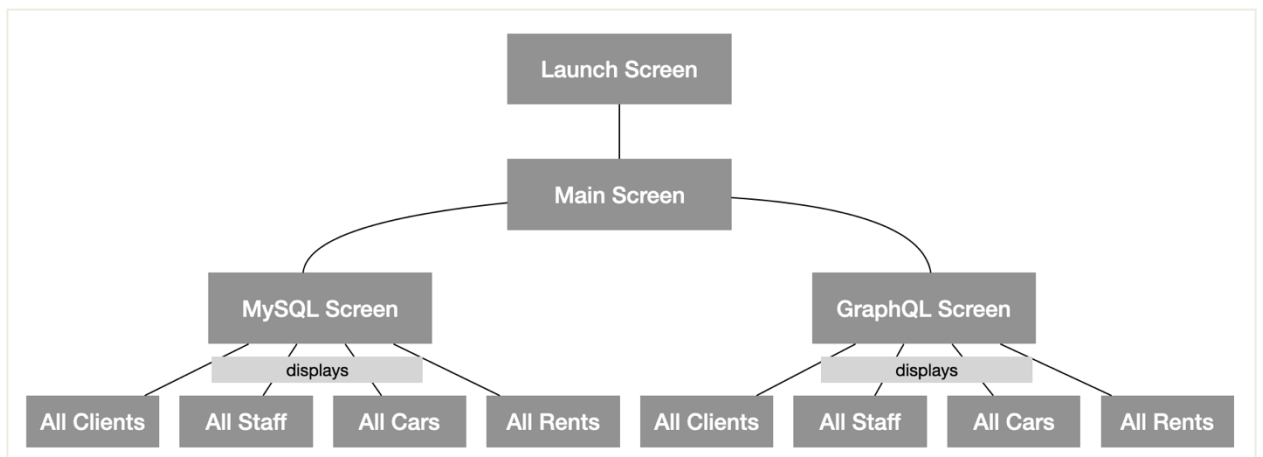 Launch Screen
Main Screen
MySQL Screen
GraphQL Screen
displays
displays
All Clients
All Staff
All Cars
All Rents
All Clients
All Staff
All Cars
All Rents